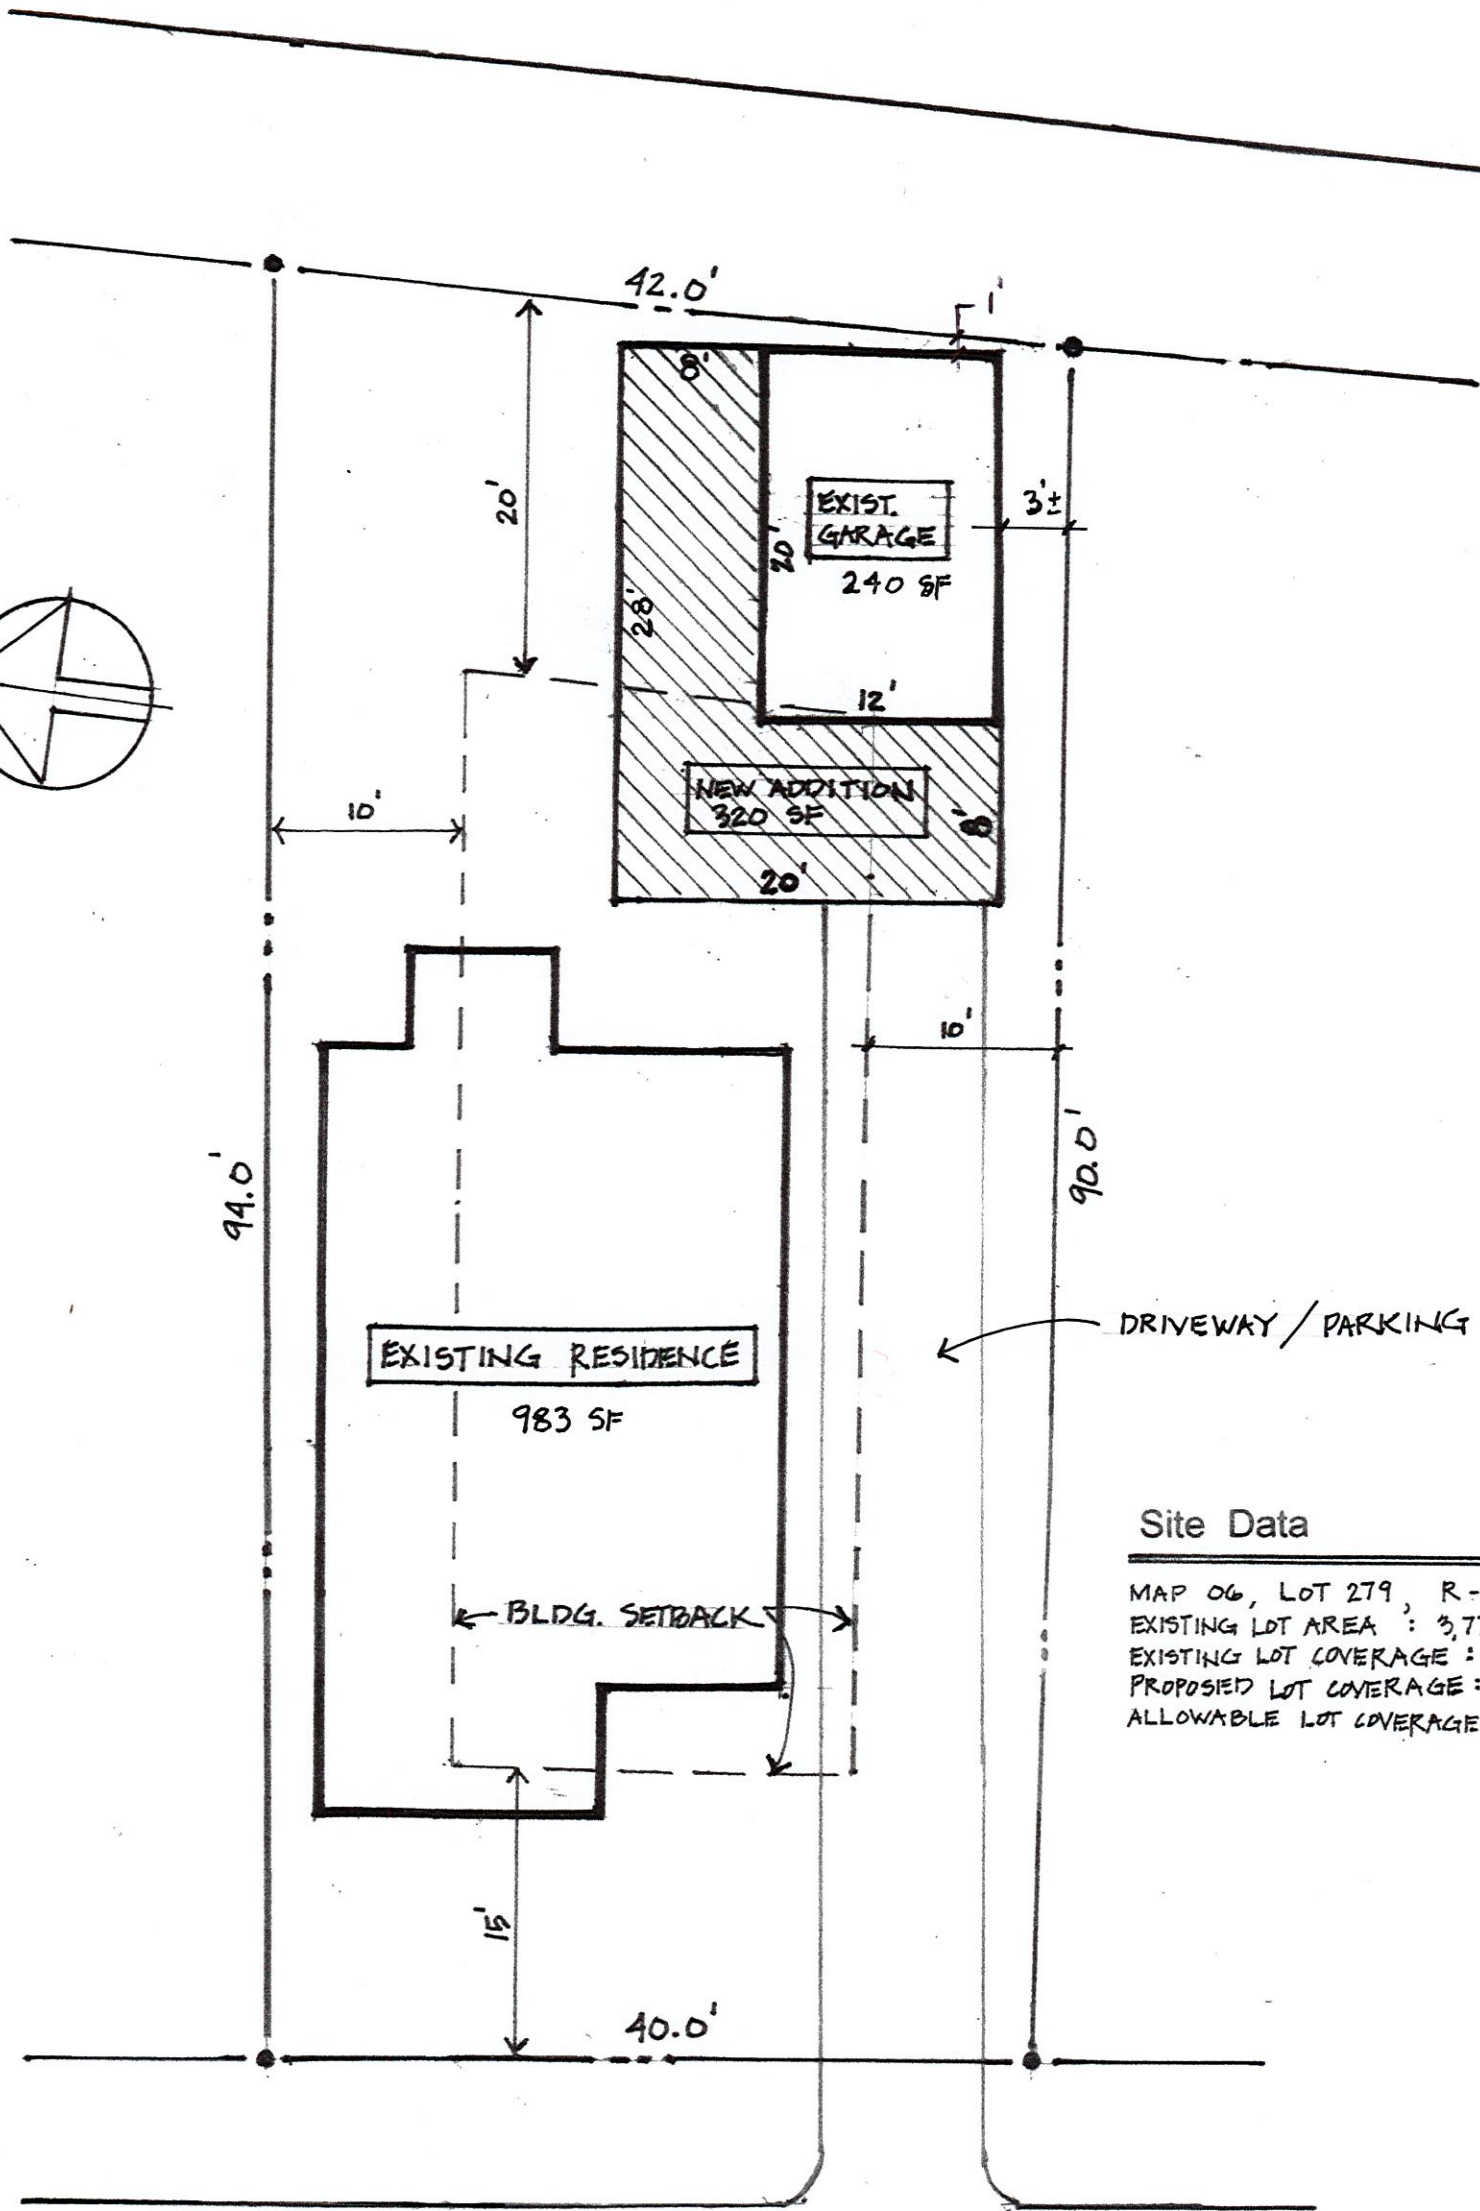 42.0'
1'
8'
20'
EXIST.
GARAGE
240 SF
20'
3'±
28'
12'
NEW ADDITION
320 SF
8'
20'
10'
10'
94.0'
90.0'
DRIVEWAY / PARKING
EXISTING RESIDENCE
983 SF
BLDG. SETBACK
15'
40.0'
Site Data
MAP 06, LOT 279, R-
EXISTING LOT AREA : 3,7
EXISTING LOT COVERAGE :
PROPOSED LOT COVERAGE :
ALLOWABLE LOT COVERAGE